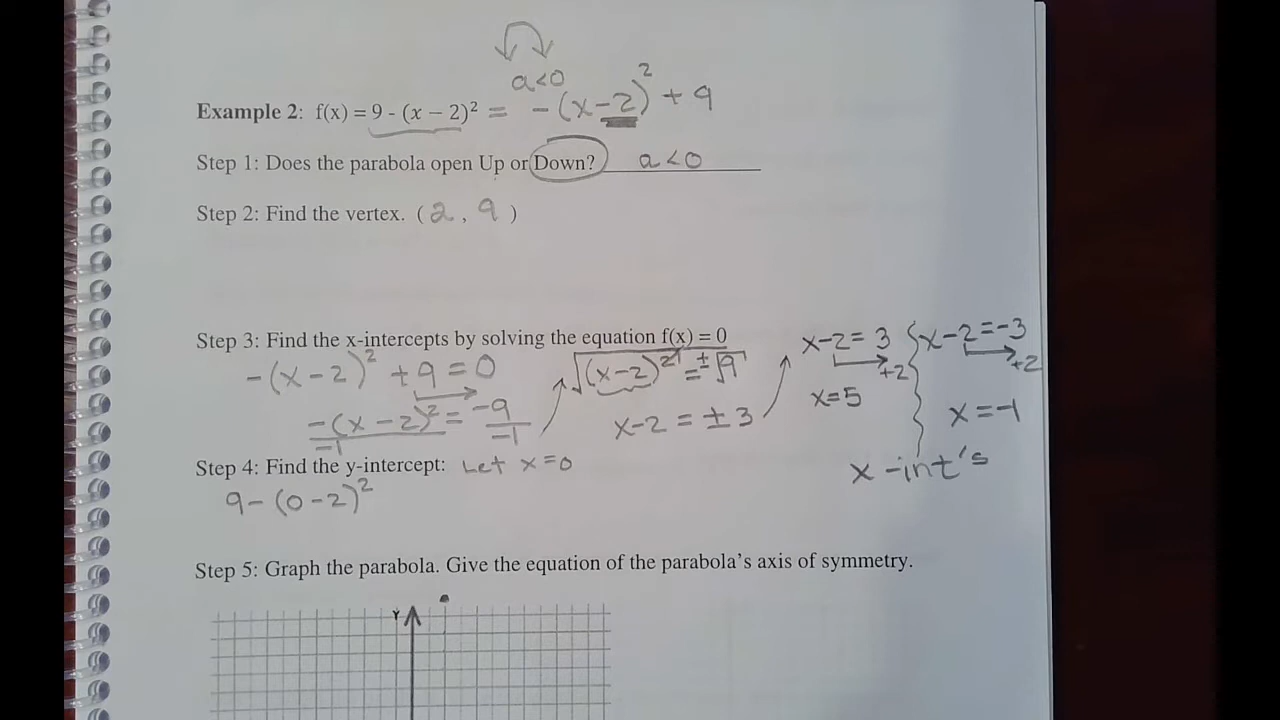 a<0
Example 2: f(x) = 9 - (x – 2)² = -(x-2)² + 9
Step 1: Does the parabola open Up or Down? a<0
Step 2: Find the vertex. (2, 9)
Step 3: Find the x-intercepts by solving the equation f(x) = 0
-(x-2)² + 9 = 0
+2
-(x-2)² = -9
-1 -1
√(x-2)² = ±√9
x-2 = ±3
x-2=3
+2
x=5
x-2=-3
+2
x=-1
x-int's
Step 4: Find the y-intercept: Let x=0
9-(0-2)²
Step 5: Graph the parabola. Give the equation of the parabola's axis of symmetry.
Y